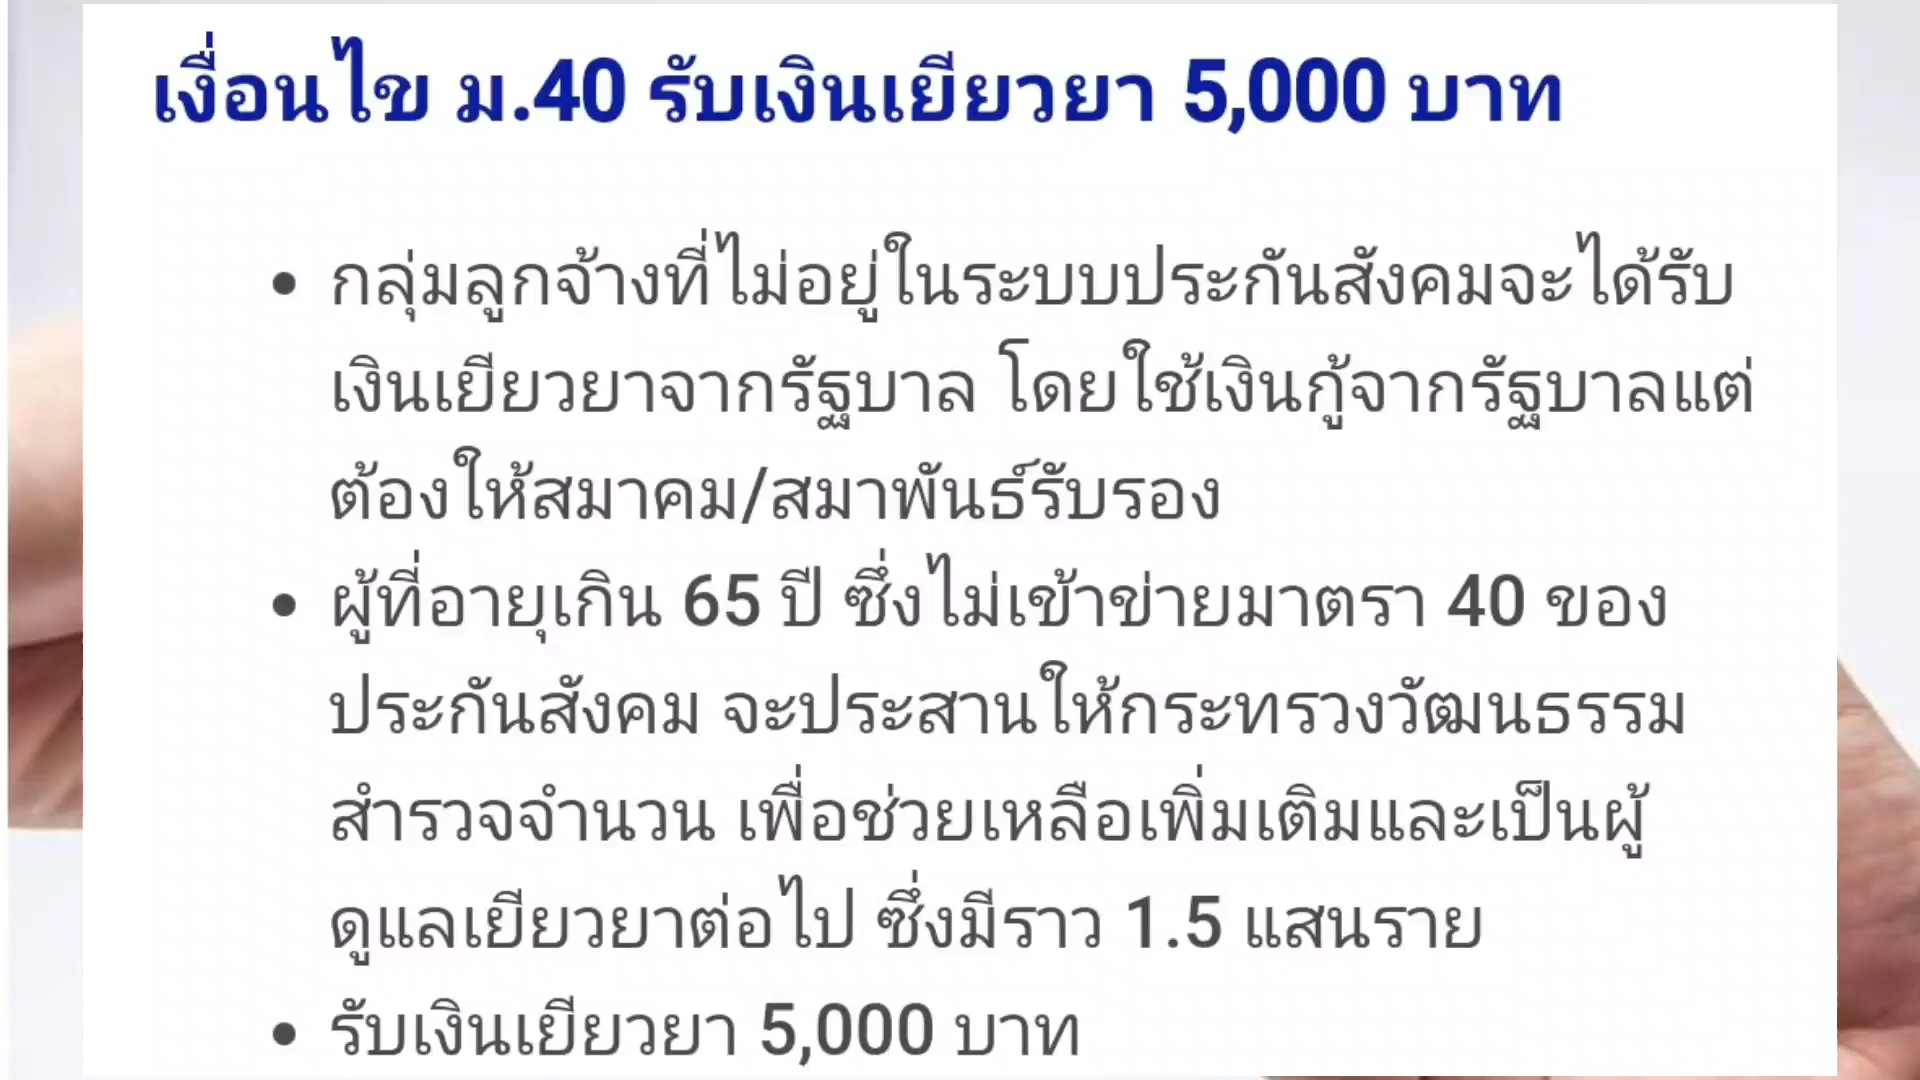 เงื่อนไข ม.40 รับเงินเยียวยา 5,000 บาท
• กลุ่มลูกจ้างที่ไม่อยู่ในระบบประกันสังคมจะได้รับ
เงินเยียวยาจากรัฐบาล โดยใช้เงินกู้จากรัฐบาลแต่
ต้องให้สมาคม/สมาพันธ์รับรอง
• ผู้ที่อายุเกิน 65 ปี ซึ่งไม่เข้าข่ายมาตรา 40 ของ
ประกันสังคม จะประสานให้กระทรวงวัฒนธรรม
สำรวจจำนวน เพื่อช่วยเหลือเพิ่มเติมและเป็นผู้
ดูแลเยียวยาต่อไป ซึ่งมีราว 1.5 แสนราย
• รับเงินเยียวยา 5,000 บาท